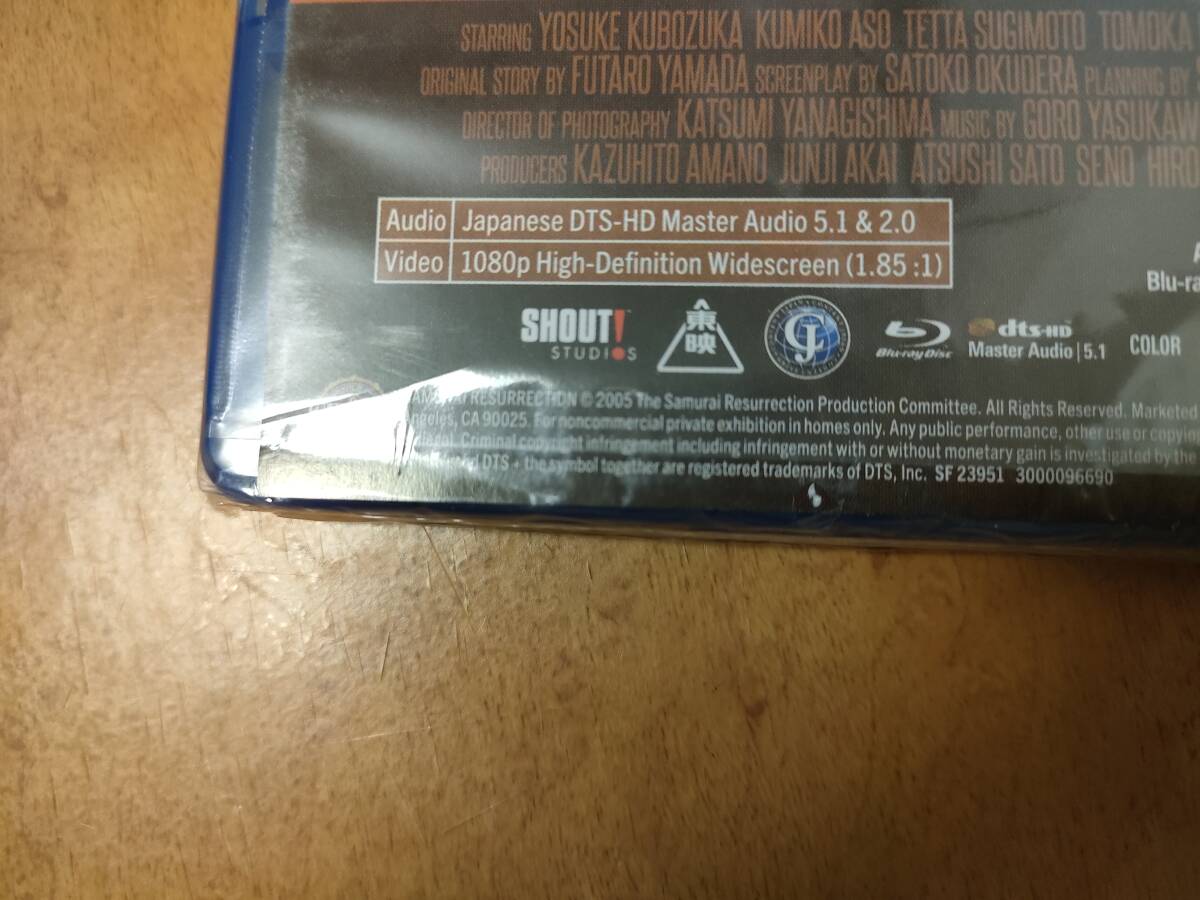 STARRING YOSUKE KUBOZUKA KUMIKO ASO TETTA SUGIMOTO TOMOKA
ORIGINAL STORY BY FUTARO YAMADA SCREENPLAY BY SATOKO OKUDERA PLANNING BY
DIRECTOR OF PHOTOGRAPHY KATSUMI YANAGISHIMA MUSIC BY GORO YASUKAW
PRODUCERS KAZUHITO AMANO JUNJI AKAI ATSUSHI SATO SENO HIRO
Audio Japanese DTS-HD Master Audio 5.1 & 2.0
Video 1080p High-Definition Widescreen (1.85 :1)
Blu-ra
SHOUT!
STUDIOS
東映
Blu-ray Disc
dts-HD
Master Audio | 5.1
COLOR
RESURRECTION © 2005 The Samurai Resurrection Production Committee. All Rights Reserved. Marketed
CA 90025. For noncommercial private exhibition in homes only. Any public performance, other use or copyin
Criminal copyright infringement including infringement with or without monetary gain is investigated by the
DTS + the symbol together are registered trademarks of DTS, Inc. SF 23951 3000096690